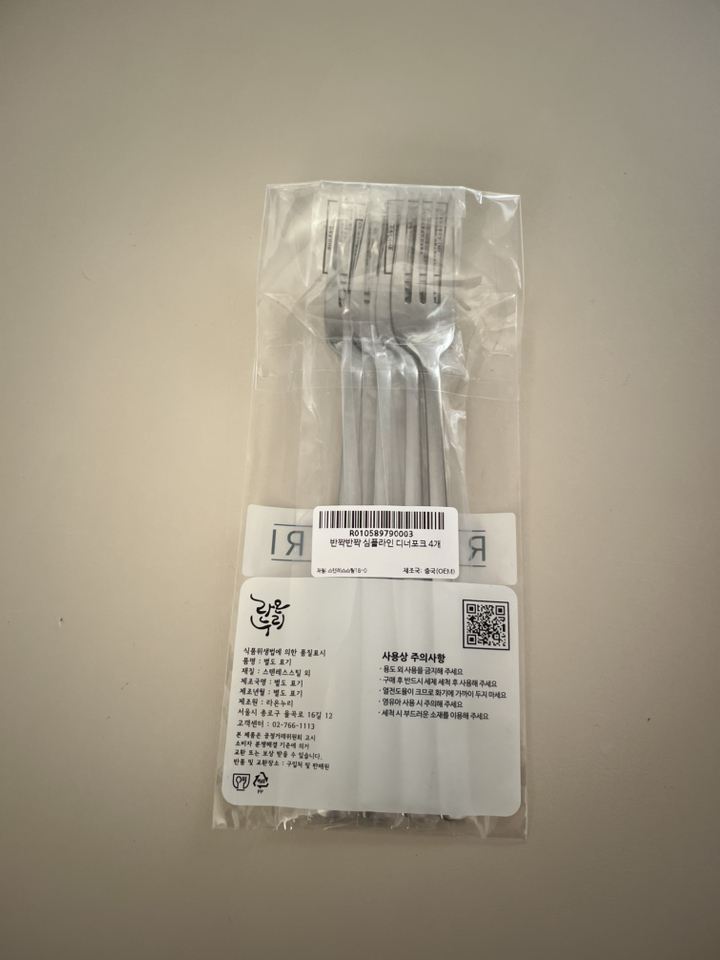 R010589790003
반짝반짝 심플라인 디너포크 4개
재질: 스텐레스스틸18-0
제조국: 중국(OEM)
라온
누리
식품위생법에 의한 품질표시
품명 : 별도 표기
재질 : 스텐레스스틸 외
제조국명 : 별도 표기
제조년월 : 별도 표기
제조원 : 라온누리
서울시 종로구 율곡로 16길 12
고객센터 : 02-766-1113
본 제품은 공정거래위원회 고시
소비자 분쟁해결 기준에 의거
교환 또는 보상 받을 수 있습니다.
반품 및 교환장소 : 구입처 및 판매원
PP
사용상 주의사항
· 용도 외 사용을 금지해 주세요
· 구매 후 반드시 세제 세척 후 사용해 주세요
· 열전도율이 크므로 화기에 가까이 두지 마세요
· 영유아 사용 시 주의해 주세요
· 세척 시 부드러운 소재를 이용해 주세요